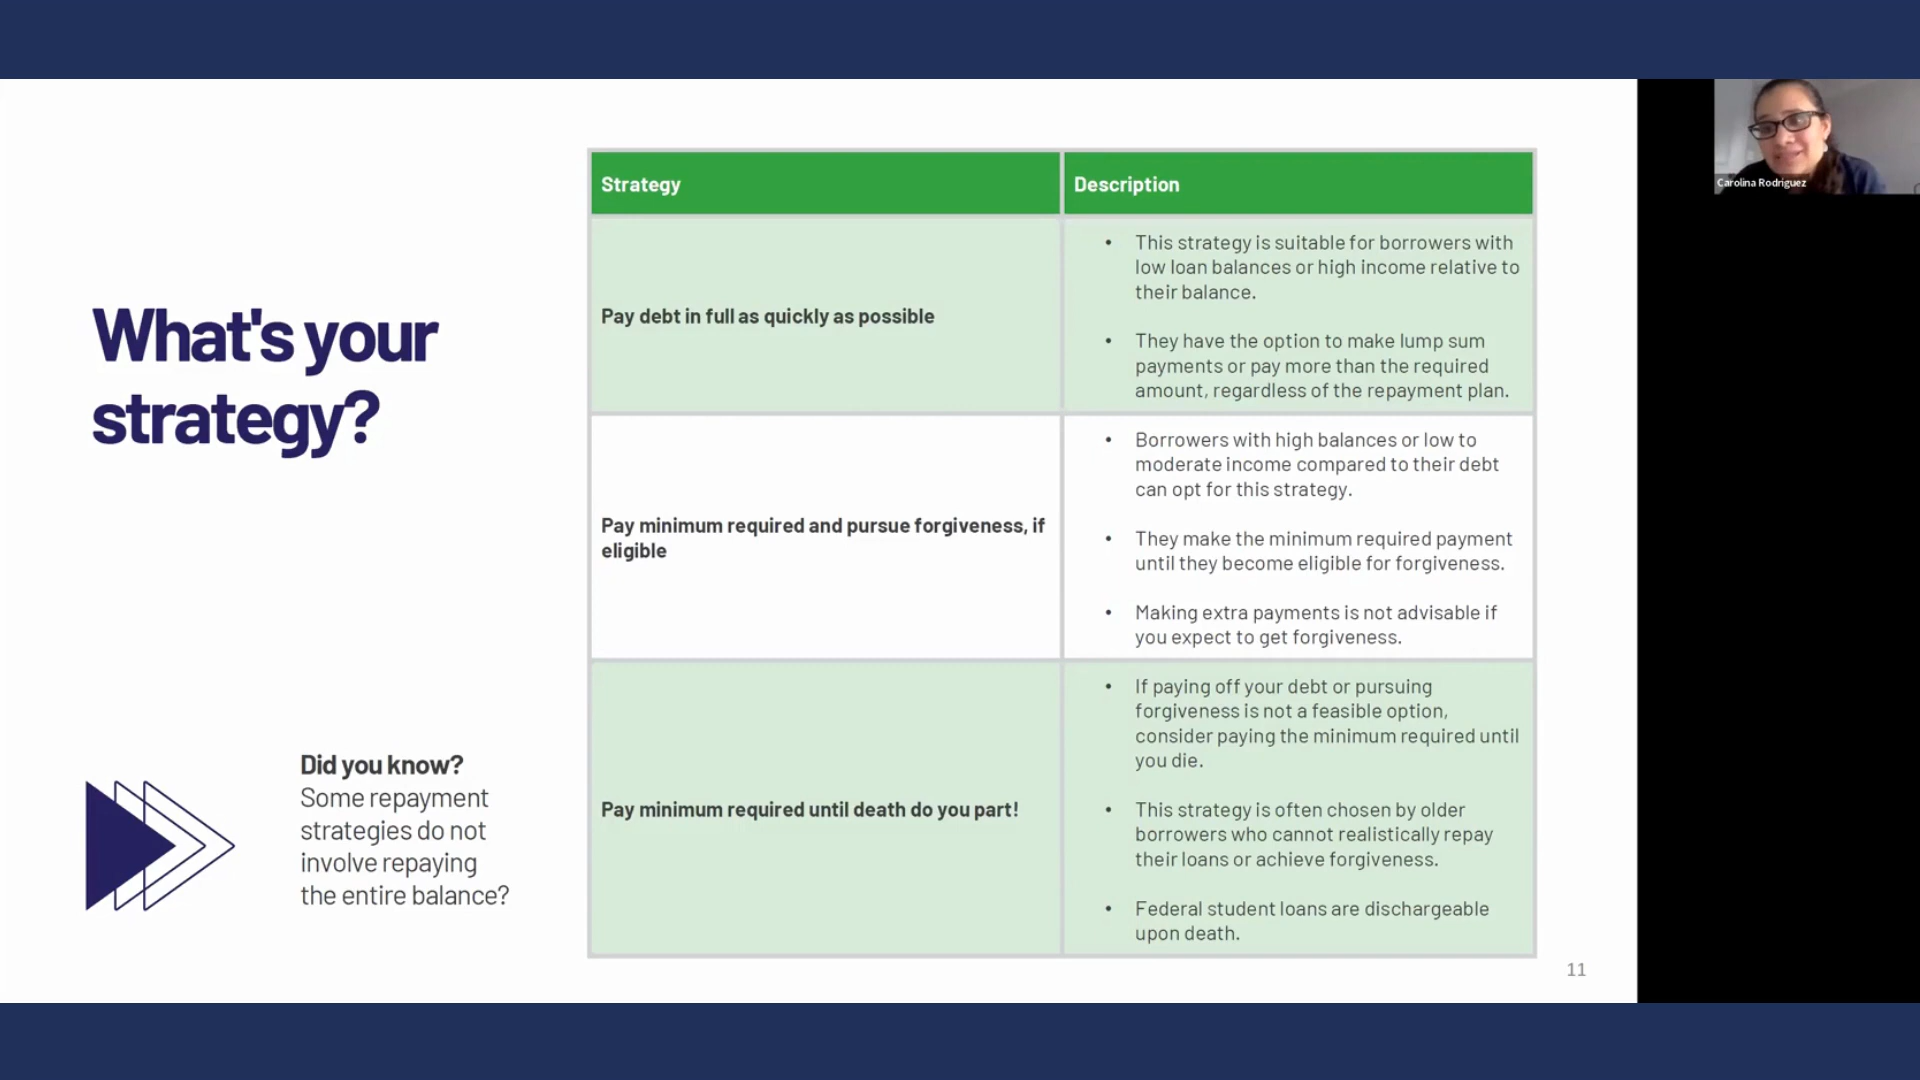 What's your
strategy?
Did you know?
Some repayment
strategies do not
involve repaying
the entire balance?
Strategy
Description
Pay debt in full as quickly as possible
• This strategy is suitable for borrowers with
low loan balances or high income relative to
their balance.
• They have the option to make lump sum
payments or pay more than the required
amount, regardless of the repayment plan.
Pay minimum required and pursue forgiveness, if
eligible
• Borrowers with high balances or low to
moderate income compared to their debt
can opt for this strategy.
• They make the minimum required payment
until they become eligible for forgiveness.
• Making extra payments is not advisable if
you expect to get forgiveness.
Pay minimum required until death do you part!
• If paying off your debt or pursuing
forgiveness is not a feasible option,
consider paying the minimum required until
you die.
• This strategy is often chosen by older
borrowers who cannot realistically repay
their loans or achieve forgiveness.
• Federal student loans are dischargeable
upon death.
11
Carolina Rodriguez